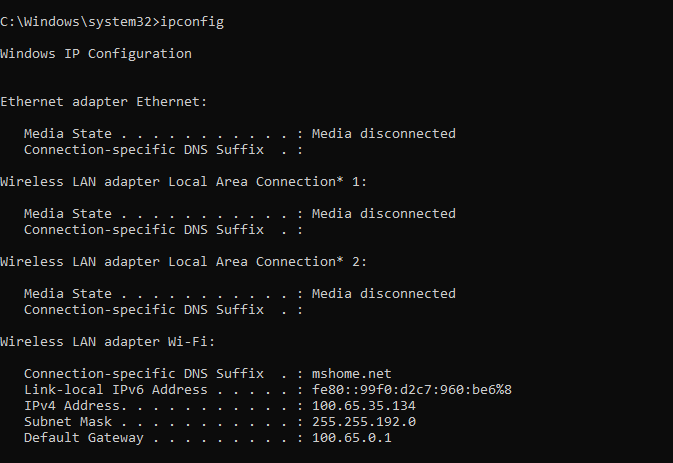 C:\Windows\system32>ipconfig
Windows IP Configuration
Ethernet adapter Ethernet:
Media State . . . . . . . . . . . : Media disconnected
Connection-specific DNS Suffix  . :
Wireless LAN adapter Local Area Connection* 1:
Media State . . . . . . . . . . . : Media disconnected
Connection-specific DNS Suffix  . :
Wireless LAN adapter Local Area Connection* 2:
Media State . . . . . . . . . . . : Media disconnected
Connection-specific DNS Suffix  . :
Wireless LAN adapter Wi-Fi:
Connection-specific DNS Suffix  . : mshome.net
Link-local IPv6 Address . . . . . : fe80::99f0:d2c7:960:be6%8
IPv4 Address. . . . . . . . . . . : 100.65.35.134
Subnet Mask . . . . . . . . . . . : 255.255.192.0
Default Gateway . . . . . . . . . : 100.65.0.1